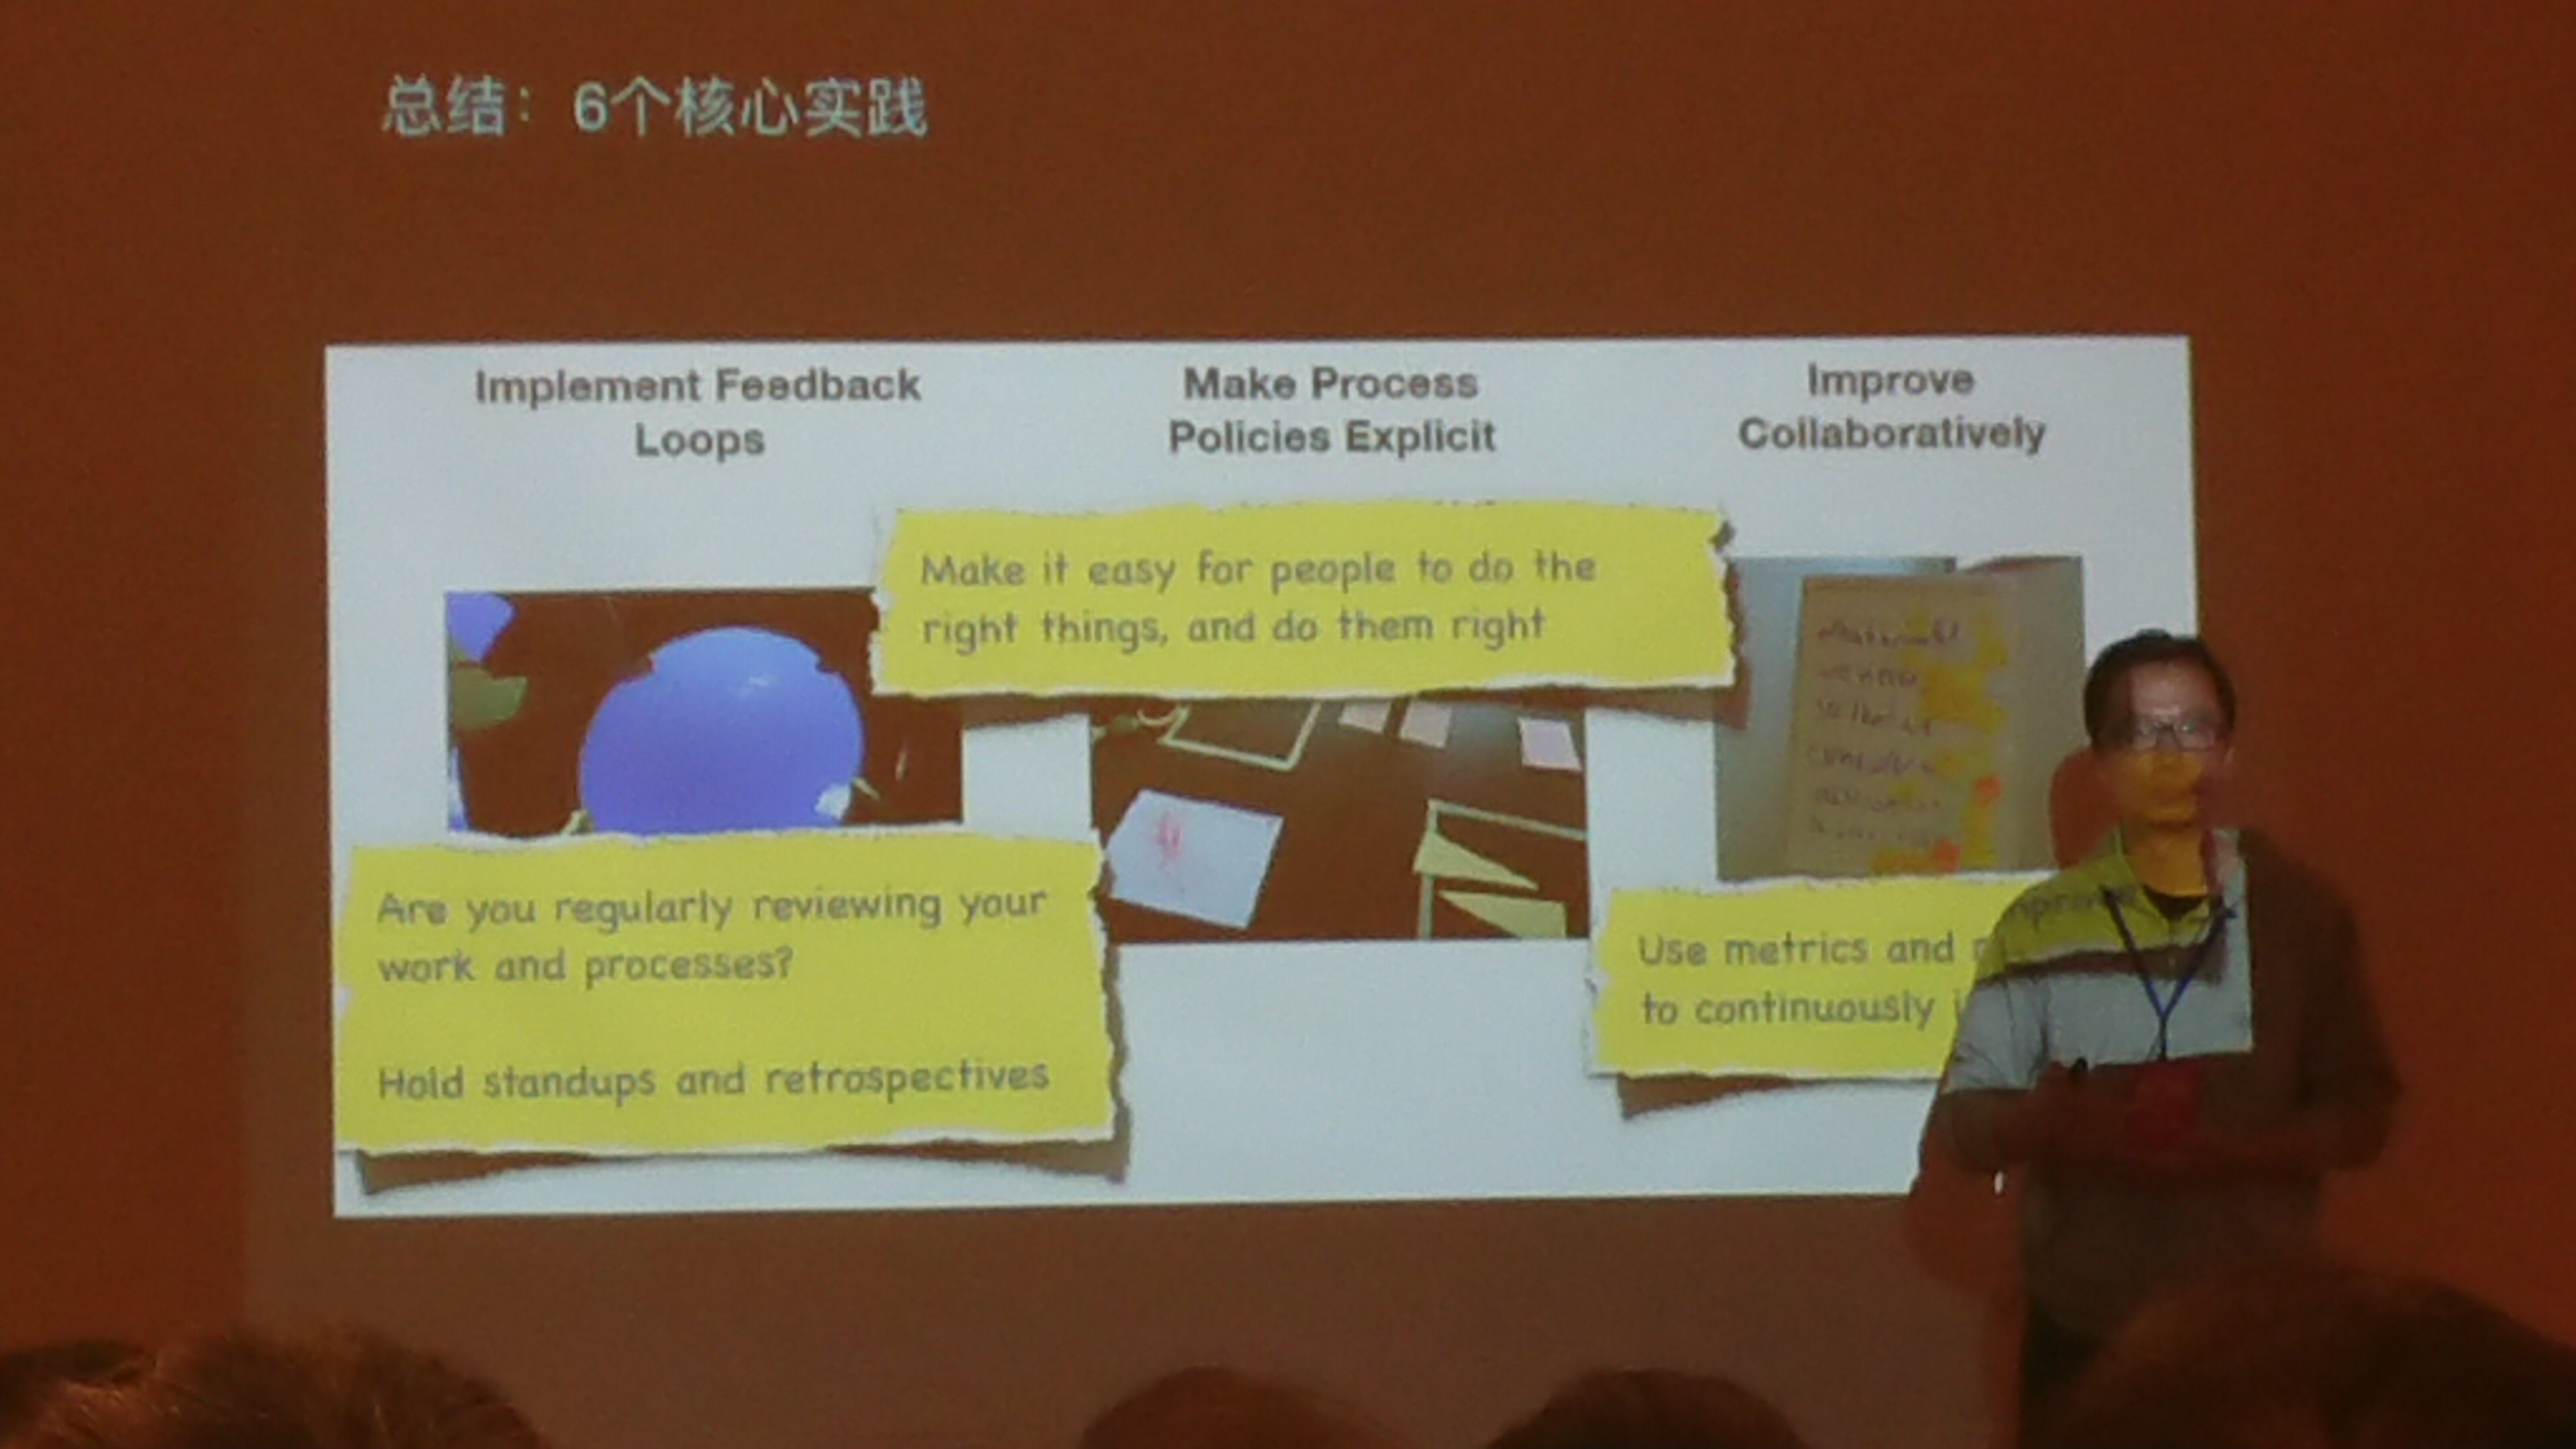 总结：6个核心实践
Implement Feedback
Loops
Make Process
Policies Explicit
Improve
Collaboratively
Make it easy for people to do the
right things, and do them right
Are you regularly reviewing your
work and processes?
Hold standups and retrospectives
Use metrics and
to continuously